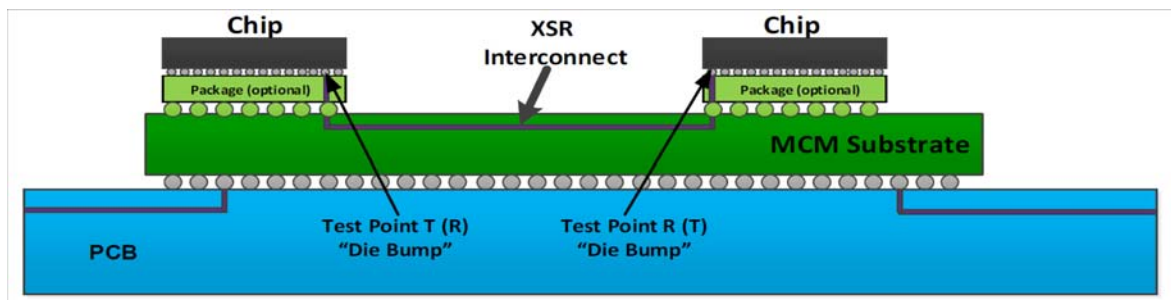 Chip
XSR
Interconnect
Chip
Package (optional)
Package (optional)
MCM Substrate
Test Point T (R)
“Die Bump”
Test Point R (T)
“Die Bump”
PCB